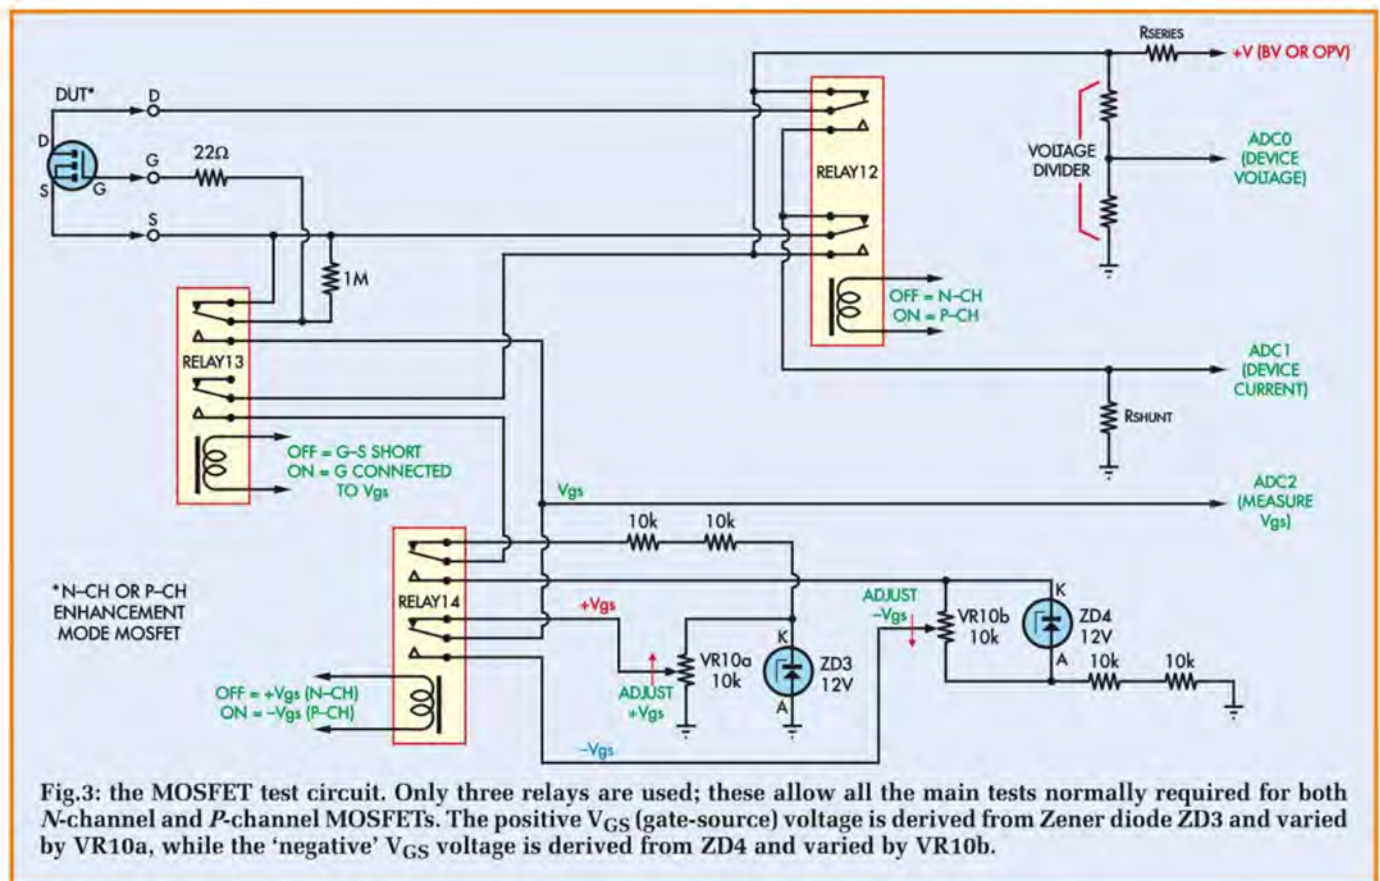 RSERIES
+V (BV OR OPV)
DUT*
D
D
G
22Ω
S
G
S
1M
RELAY12
VOLTAGE
DIVIDER
ADC0
(DEVICE
VOLTAGE)
OFF = N–CH
ON = P–CH
RELAY13
ADC1
(DEVICE
CURRENT)
RSHUNT
OFF = G–S SHORT
ON = G CONNECTED
TO Vgs
Vgs
ADC2
(MEASURE
Vgs)
10k
10k
*N–CH OR P–CH
ENHANCEMENT
MODE MOSFET
RELAY14
+Vgs
ADJUST
–Vgs
VR10b
10k
K
ZD4
12V
A
10k
10k
VR10a
10k
K
ZD3
12V
A
ADJUST
+Vgs
OFF = +Vgs (N–CH)
ON = –Vgs (P–CH)
–Vgs
Fig.3: the MOSFET test circuit. Only three relays are used; these allow all the main tests normally required for both
N-channel and P-channel MOSFETs. The positive VGS (gate-source) voltage is derived from Zener diode ZD3 and varied
by VR10a, while the ‘negative’ VGS voltage is derived from ZD4 and varied by VR10b.